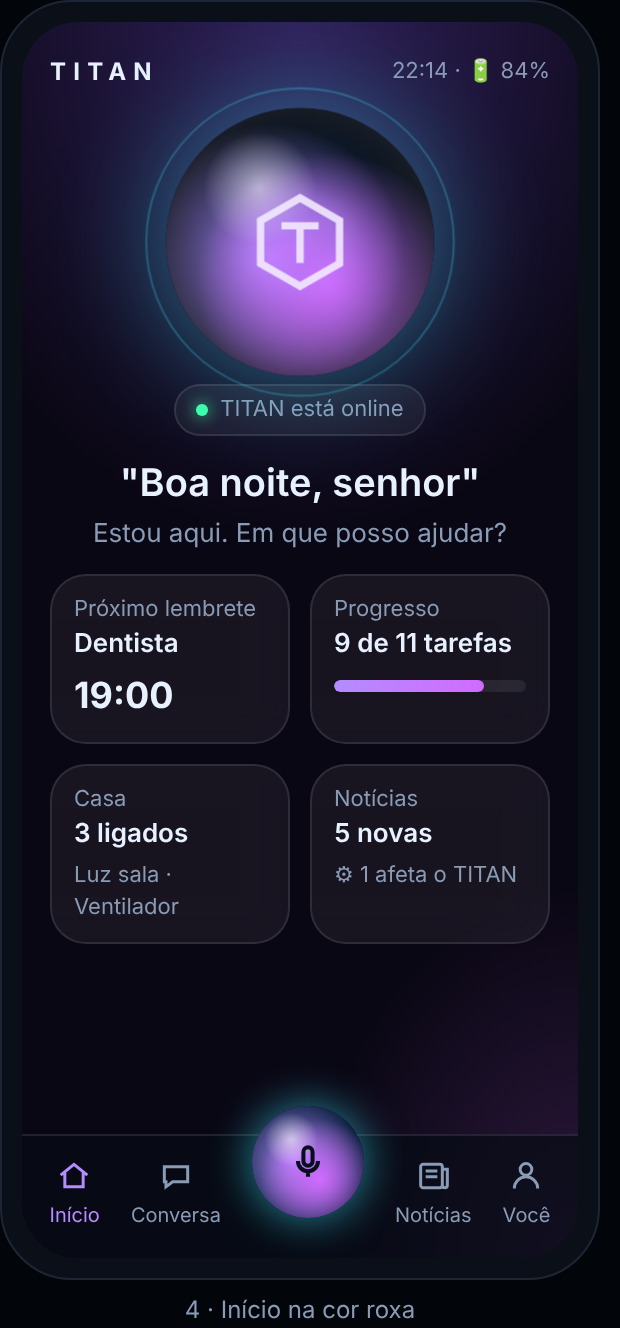 TITAN
22:14 · 🔋 84%
T
TITAN está online
"Boa noite, senhor"
Estou aqui. Em que posso ajudar?
Próximo lembrete
Dentista
19:00
Progresso
9 de 11 tarefas
Casa
3 ligados
Luz sala ·
Ventilador
Notícias
5 novas
⚙ 1 afeta o TITAN
Início
Conversa
Notícias
Você
4 · Início na cor roxa